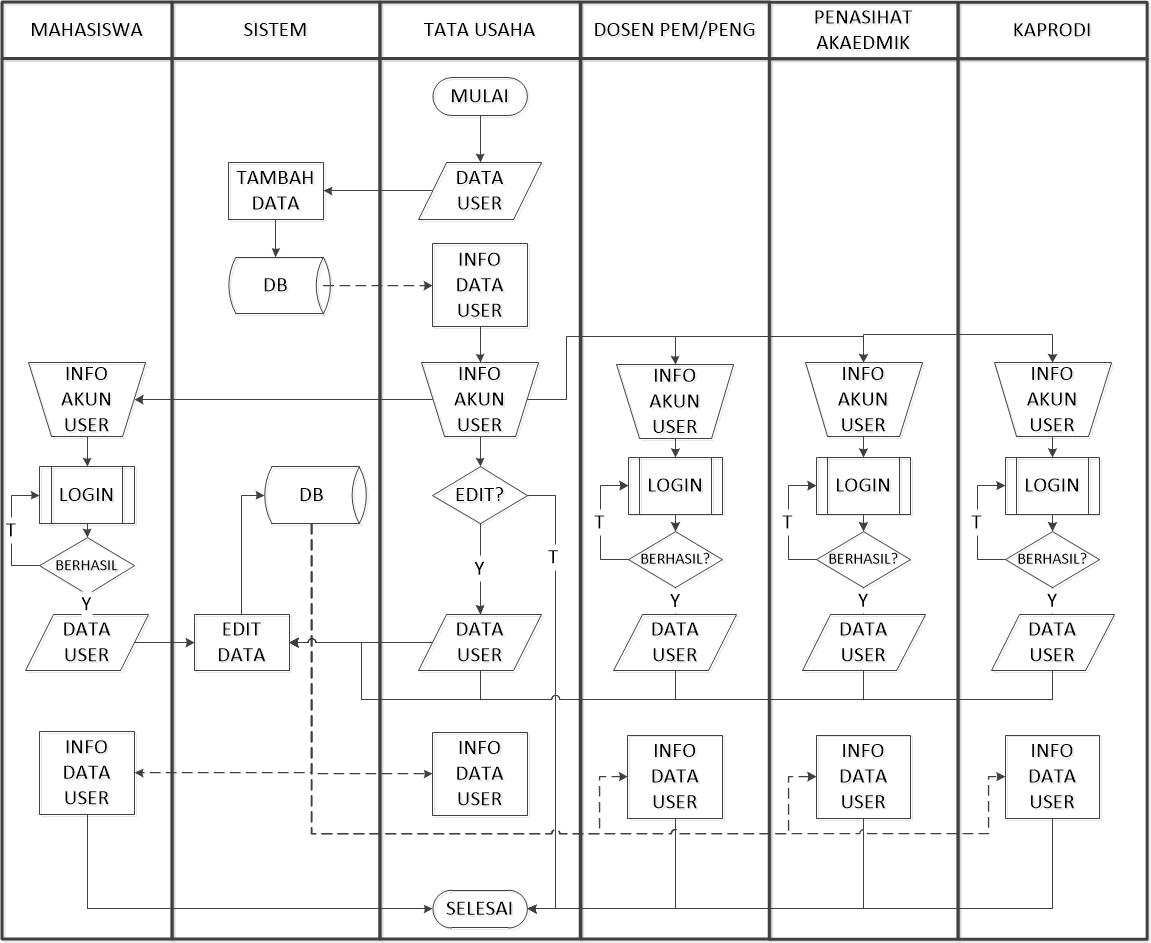 MAHASISWA
SISTEM
TATA USAHA
DOSEN PEM/PENG
PENASIHAT
AKAEDMIK
KAPRODI
MULAI
TAMBAH
DATA
DATA
USER
DB
INFO
DATA
USER
INFO
AKUN
USER
INFO
AKUN
USER
INFO
AKUN
USER
INFO
AKUN
USER
INFO
AKUN
USER
LOGIN
DB
EDIT?
LOGIN
LOGIN
LOGIN
T
BERHASIL
Y
Y
T
T
BERHASIL?
Y
T
BERHASIL?
Y
T
BERHASIL?
Y
DATA
USER
EDIT
DATA
DATA
USER
DATA
USER
DATA
USER
DATA
USER
INFO
DATA
USER
INFO
DATA
USER
INFO
DATA
USER
INFO
DATA
USER
INFO
DATA
USER
SELESAI